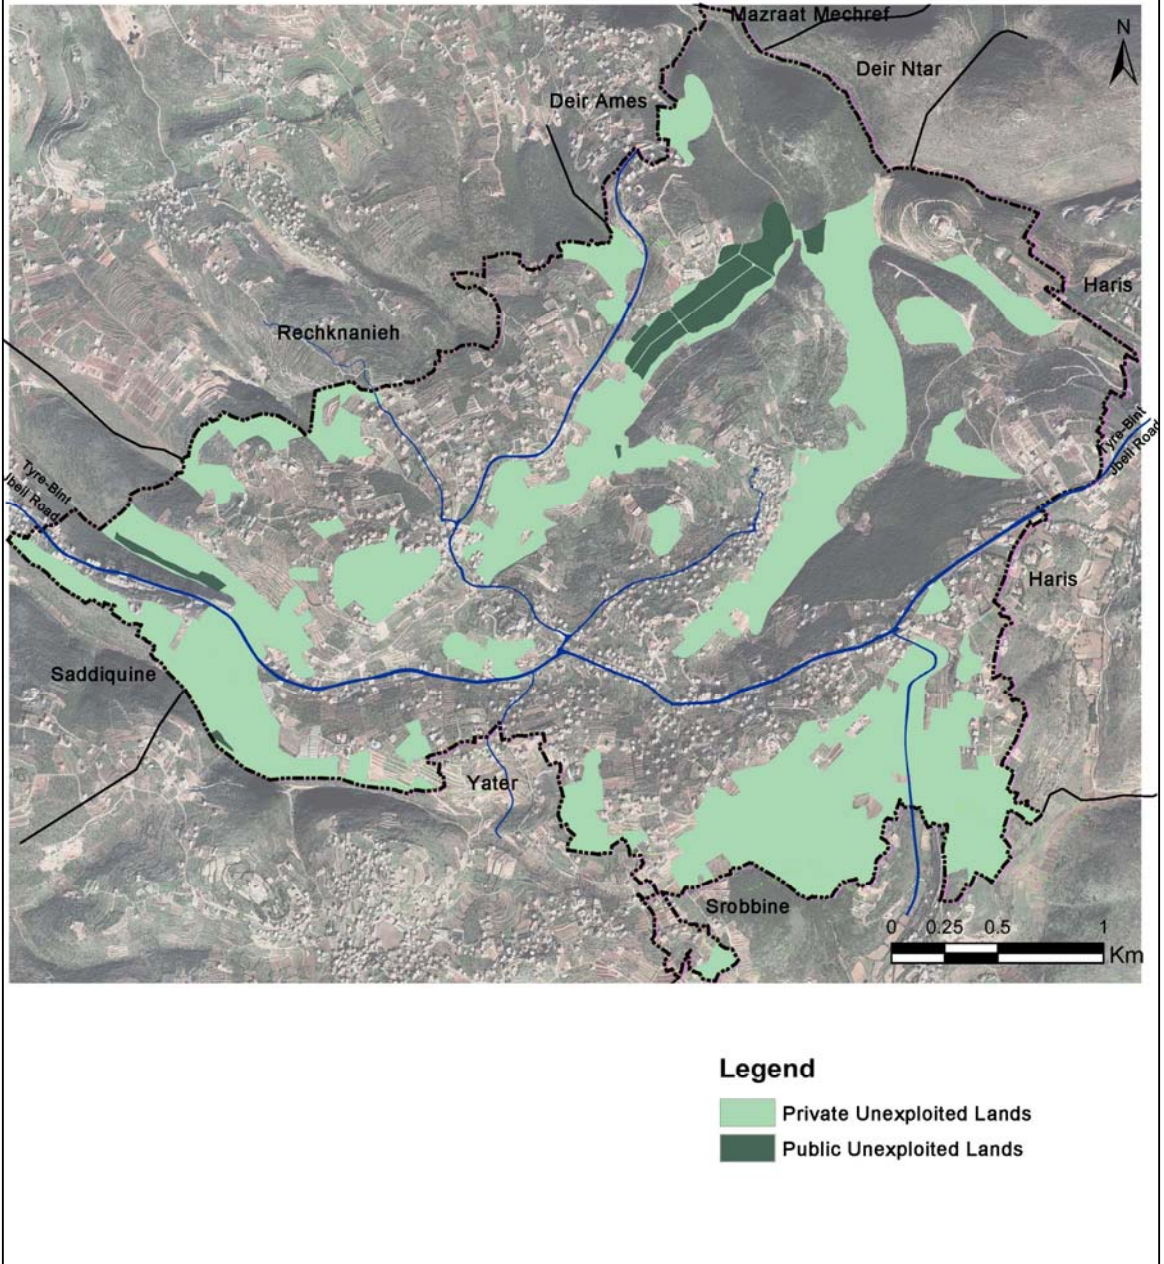 Mazraat Mechref
N
Deir Ntar
Deir Ames
Haris
Rechknanieh
Tyre-Bint
Jbeil Road
Tyre-Bint
Jbeil Road
Haris
Saddiquine
Yater
Srobbine
0 0.25 0.5 1
Km
Legend
Private Unexploited Lands
Public Unexploited Lands